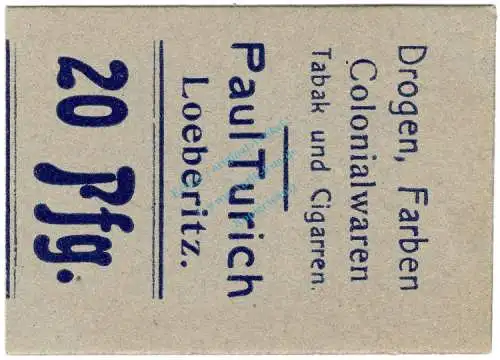 Drogen, Farben
Colonialwaren
Tabak und Cigarren.
Paul Turich
Loeberitz.
20 Pfg.